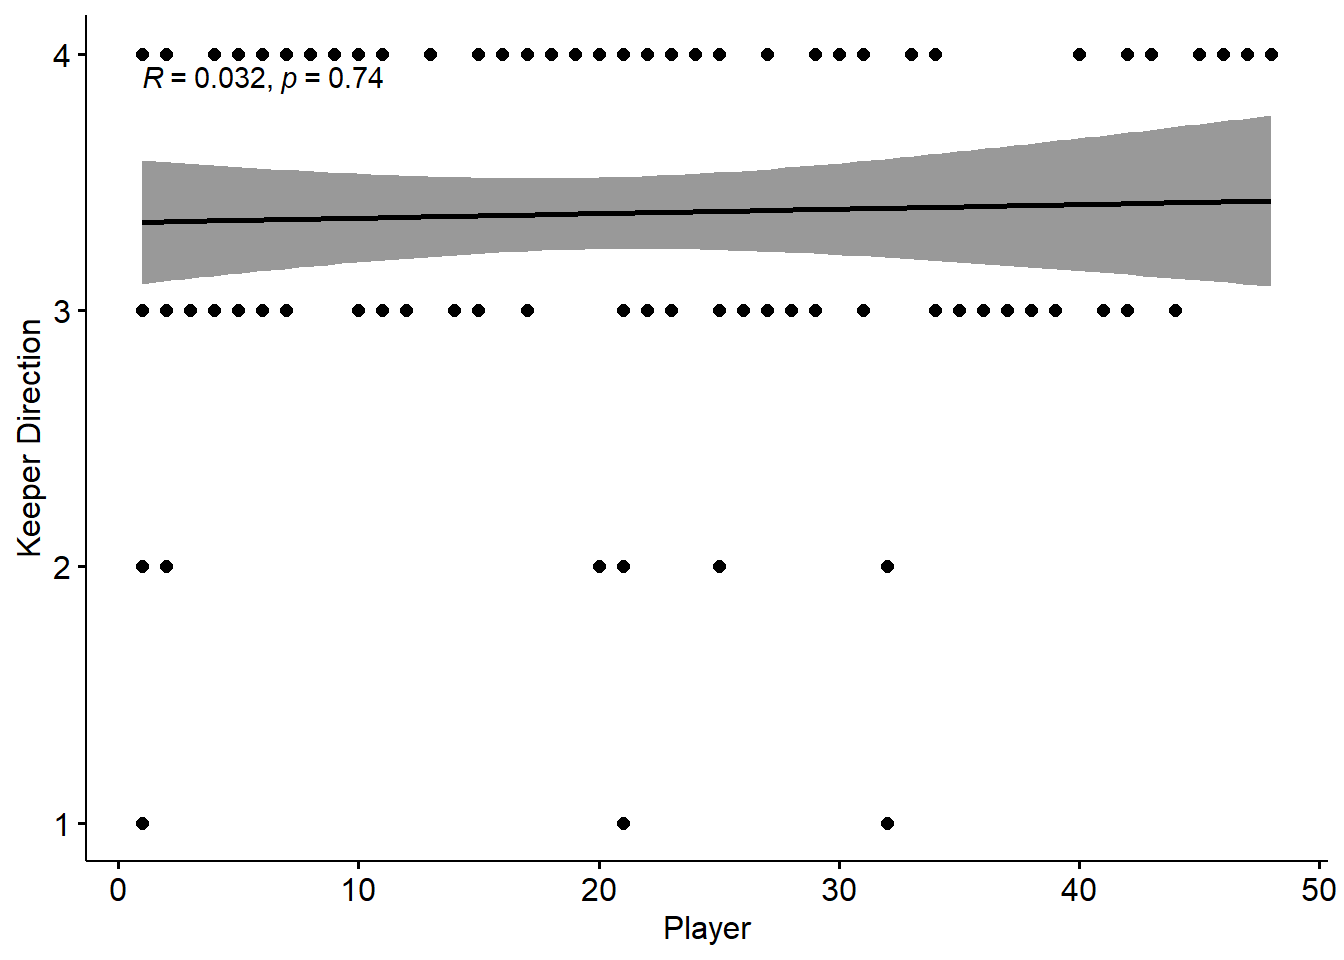 4
R = 0.032, p = 0.74
3
2
1
Keeper Direction
0 10 20 30 40 50
Player